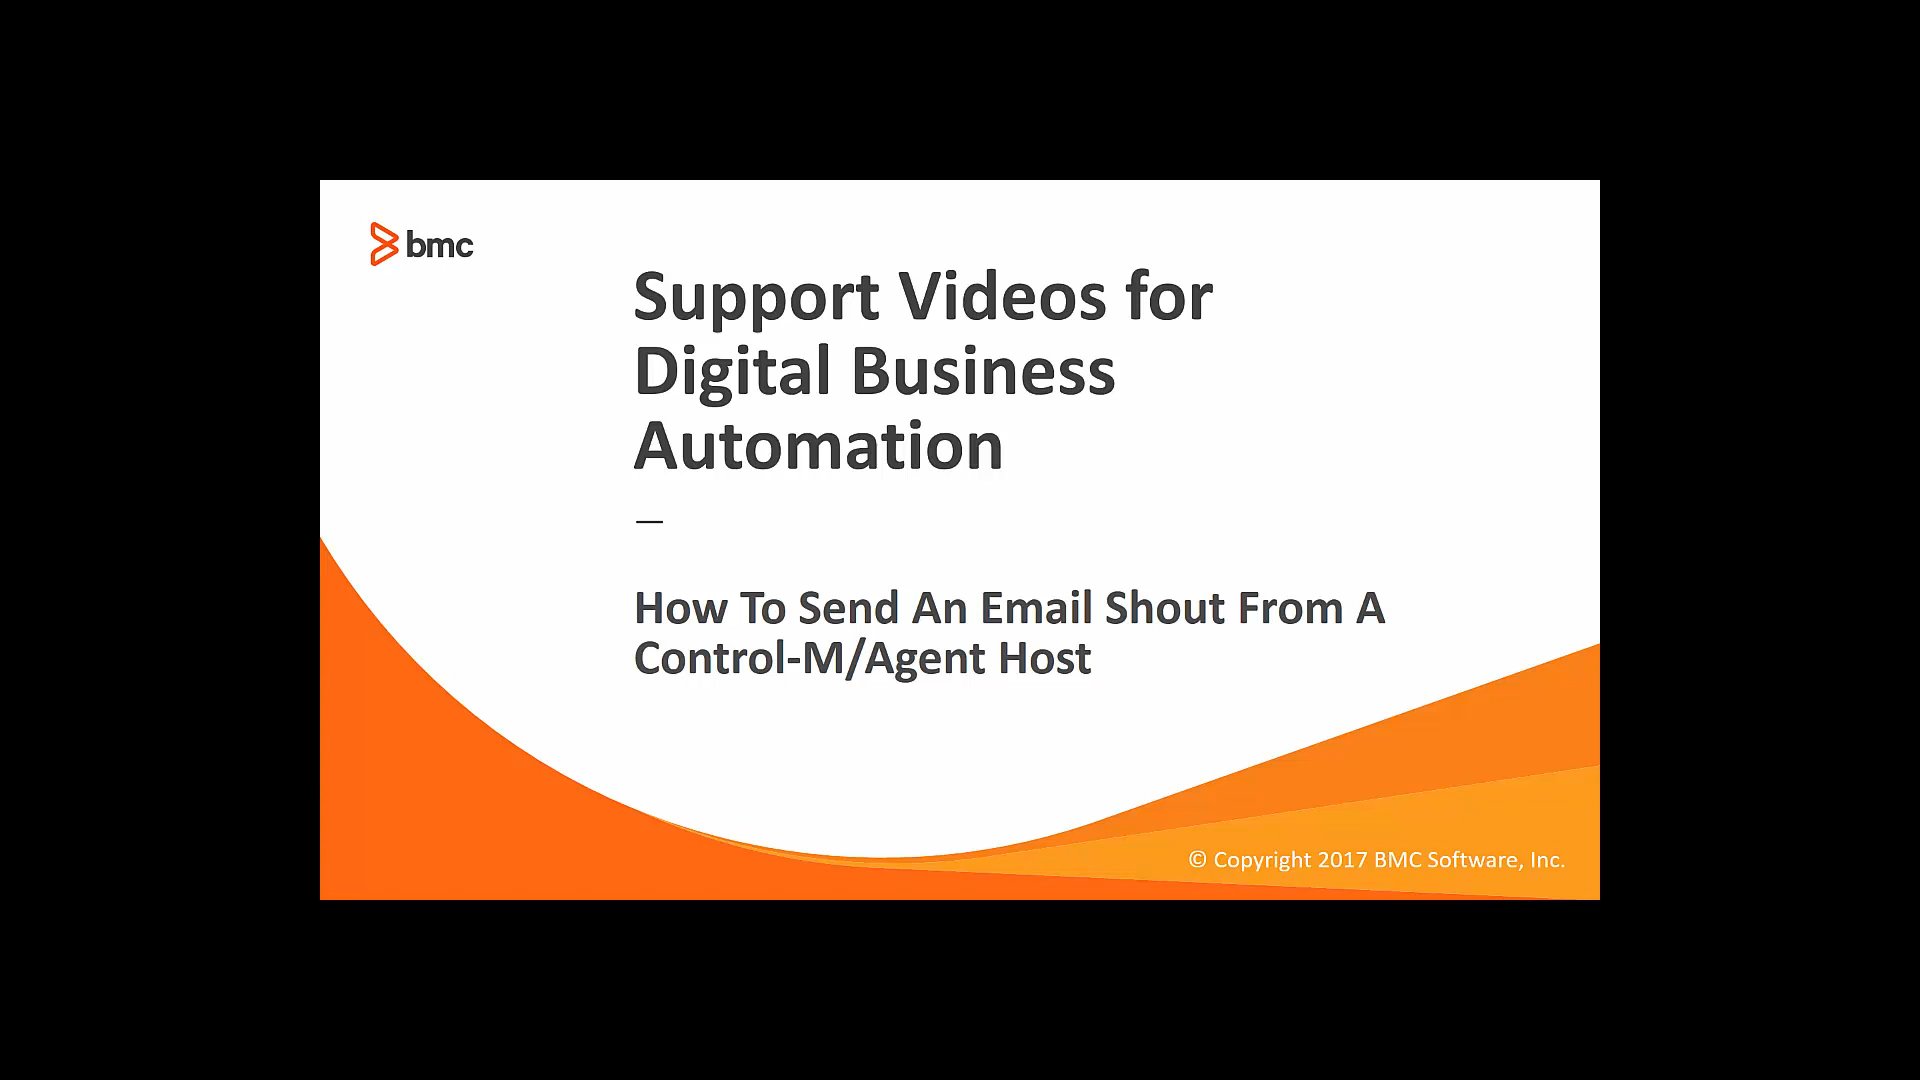 bmc
Support Videos for
Digital Business
Automation
—
How To Send An Email Shout From A
Control-M/Agent Host
© Copyright 2017 BMC Software, Inc.